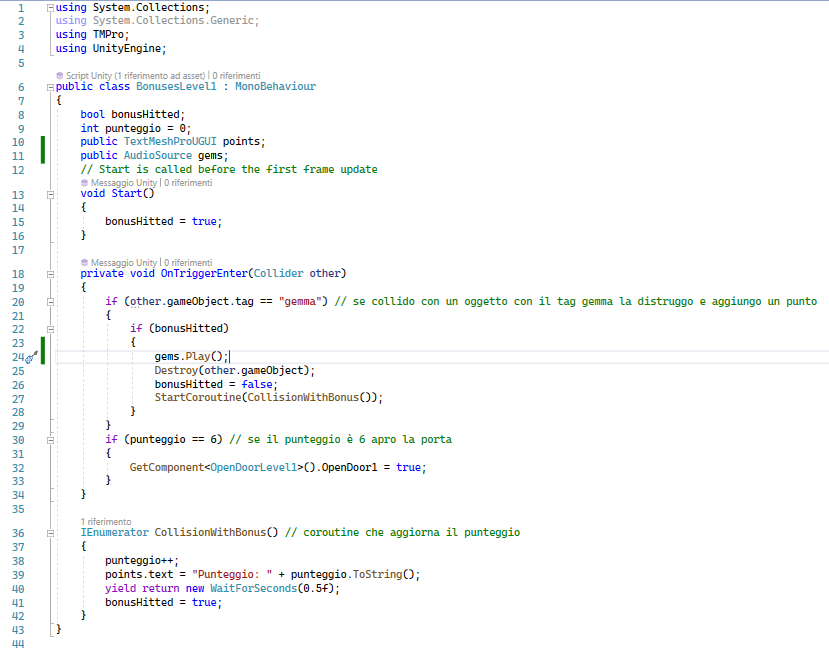 1 using System.Collections;
2 using System.Collections.Generic;
3 using TMPro;
4 using UnityEngine;
5
Script Unity (1 riferimento ad asset) | 0 riferimenti
6 public class BonusesLevel1 : MonoBehaviour
7 {
8 bool bonusHitted;
9 int punteggio = 0;
10 public TextMeshProUGUI points;
11 public AudioSource gems;
12 // Start is called before the first frame update
Messaggio Unity | 0 riferimenti
13 void Start()
14 {
15 bonusHitted = true;
16 }
17
Messaggio Unity | 0 riferimenti
18 private void OnTriggerEnter(Collider other)
19 {
20 if (other.gameObject.tag == "gemma") // se collido con un oggetto con il tag gemma la distruggo e aggiungo un punto
21 {
22 if (bonusHitted)
23 {
24 gems.Play();
25 Destroy(other.gameObject);
26 bonusHitted = false;
27 StartCoroutine(CollisionWithBonus());
28 }
29 }
30 if (punteggio == 6) // se il punteggio è 6 apro la porta
31 {
32 GetComponent<OpenDoorLevel1>().OpenDoor1 = true;
33 }
34 }
35
1 riferimento
36 IEnumerator CollisionWithBonus() // coroutine che aggiorna il punteggio
37 {
38 punteggio++;
39 points.text = "Punteggio: " + punteggio.ToString();
40 yield return new WaitForSeconds(0.5f);
41 bonusHitted = true;
42 }
43 }
44